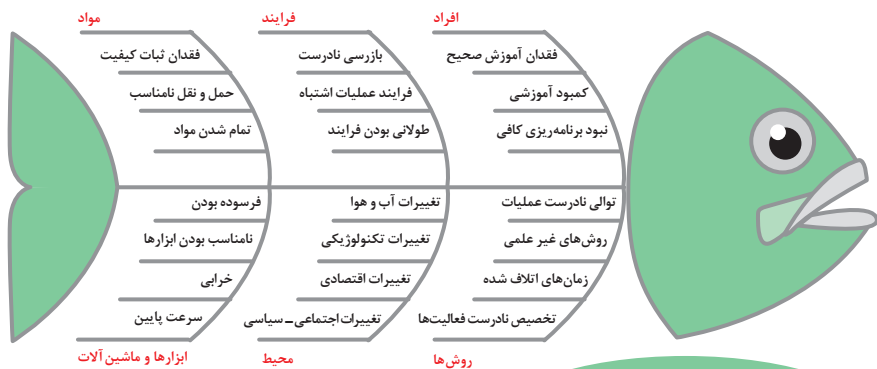 افراد
فرایند
مواد
فقدان آموزش صحیح
بازرسی نادرست
فقدان ثبات کیفیت
کمبود آموزشی
فرایند عملیات اشتباه
حمل و نقل نامناسب
نبود برنامه‌ریزی کافی
طولانی بودن فرایند
تمام شدن مواد
توالی نادرست عملیات
تغییرات آب و هوا
فرسوده بودن
روش‌های غیر علمی
تغییرات تکنولوژیکی
نامناسب بودن ابزارها
زمان‌های اتلاف شده
تغییرات اقتصادی
خرابی
تخصیص نادرست فعالیت‌ها
تغییرات اجتماعی ـ سیاسی
سرعت پایین
روش‌ها
محیط
ابزارها و ماشین آلات